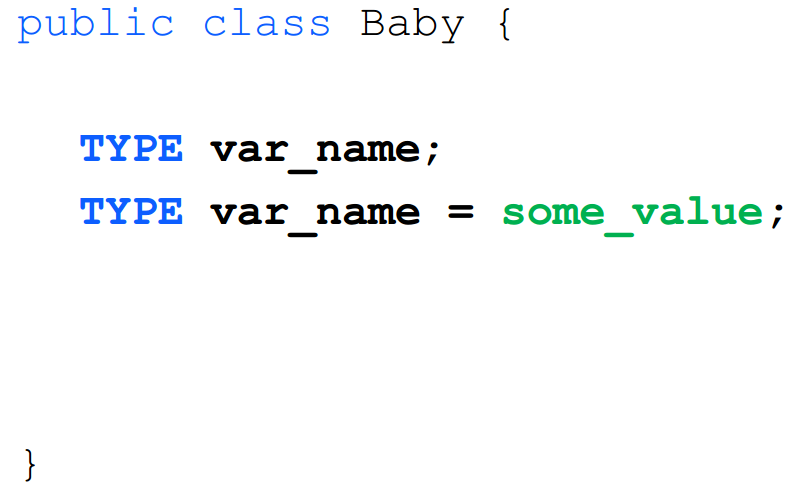 public class Baby {
TYPE var_name;
TYPE var_name = some_value;
}